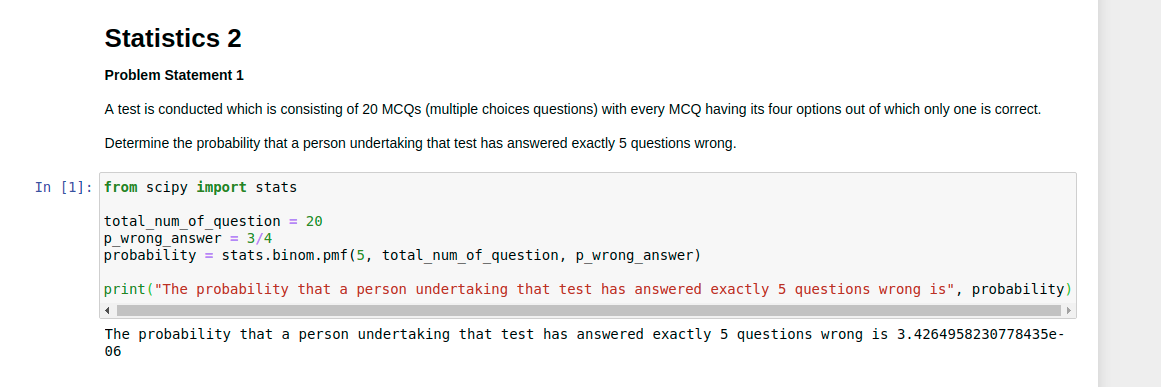 Statistics 2
Problem Statement 1
A test is conducted which is consisting of 20 MCQs (multiple choices questions) with every MCQ having its four options out of which only one is correct.
Determine the probability that a person undertaking that test has answered exactly 5 questions wrong.
In [1]: from scipy import stats
total_num_of_question = 20
p_wrong_answer = 3/4
probability = stats.binom.pmf(5, total_num_of_question, p_wrong_answer)
print("The probability that a person undertaking that test has answered exactly 5 questions wrong is", probability)
The probability that a person undertaking that test has answered exactly 5 questions wrong is 3.4264958230778435e-
06